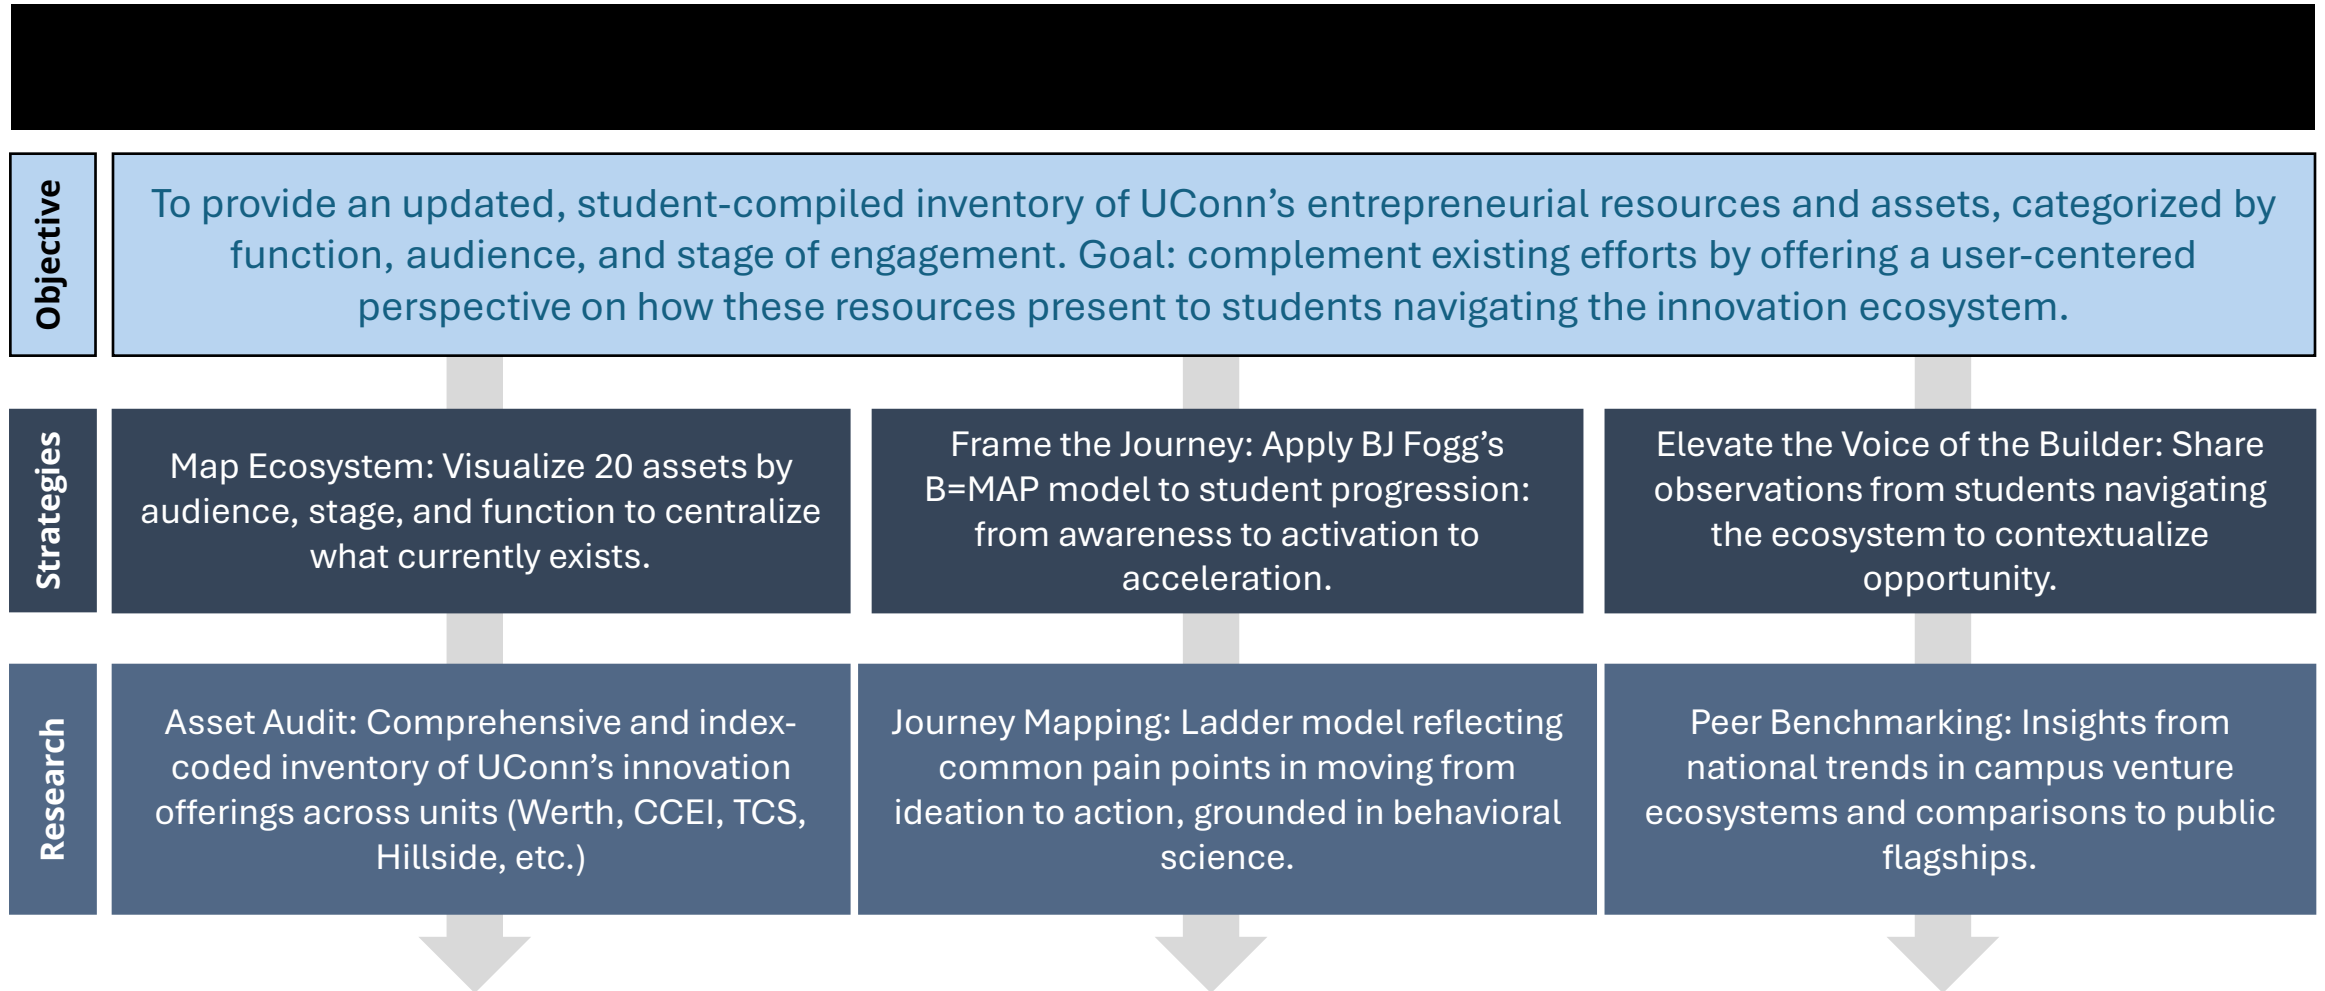 Objective
To provide an updated, student-compiled inventory of UConn’s entrepreneurial resources and assets, categorized by
function, audience, and stage of engagement. Goal: complement existing efforts by offering a user-centered
perspective on how these resources present to students navigating the innovation ecosystem.
Strategies
Map Ecosystem: Visualize 20 assets by
audience, stage, and function to centralize
what currently exists.
Frame the Journey: Apply BJ Fogg’s
B=MAP model to student progression:
from awareness to activation to
acceleration.
Elevate the Voice of the Builder: Share
observations from students navigating
the ecosystem to contextualize
opportunity.
Research
Asset Audit: Comprehensive and index-
coded inventory of UConn’s innovation
offerings across units (Werth, CCEI, TCS,
Hillside, etc.)
Journey Mapping: Ladder model reflecting
common pain points in moving from
ideation to action, grounded in behavioral
science.
Peer Benchmarking: Insights from
national trends in campus venture
ecosystems and comparisons to public
flagships.